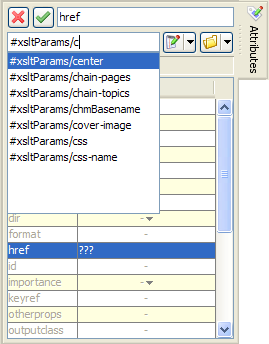 href
Attributes
#xsltParams/c
#xsltParams/center
#xsltParams/chain-pages
#xsltParams/chain-topics
#xsltParams/chmBasename
#xsltParams/cover-image
#xsltParams/css
#xsltParams/css-name
dir -
format -
href ???
id -
importance -
keyref -
otherprops -
outputclass -